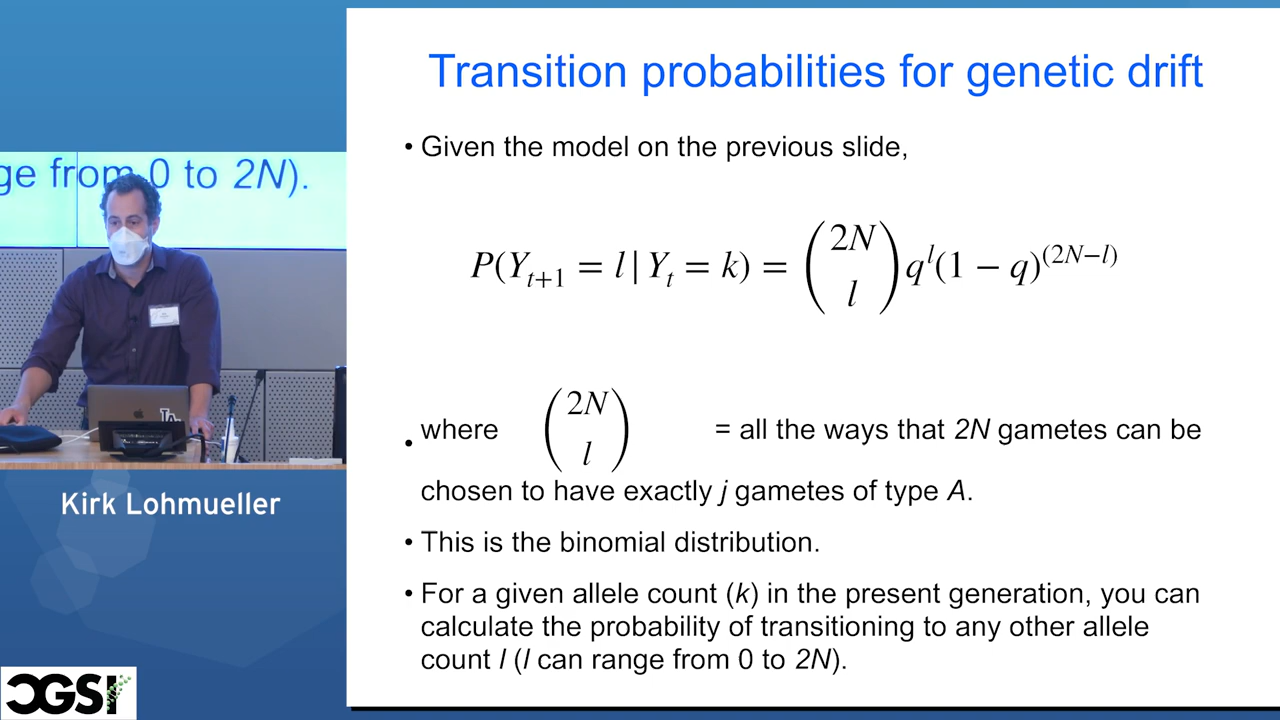 Transition probabilities for genetic drift
• Given the model on the previous slide,
P(Y_{t+1} = l | Y_t = k) = \binom{2N}{l} q^l (1 − q)^{(2N−l)}
• where \binom{2N}{l} = all the ways that 2N gametes can be
chosen to have exactly j gametes of type A.
• This is the binomial distribution.
• For a given allele count (k) in the present generation, you can
calculate the probability of transitioning to any other allele
count l (l can range from 0 to 2N).
ge from 0 to 2N).
LA
Kirk Lohmueller
CGSI